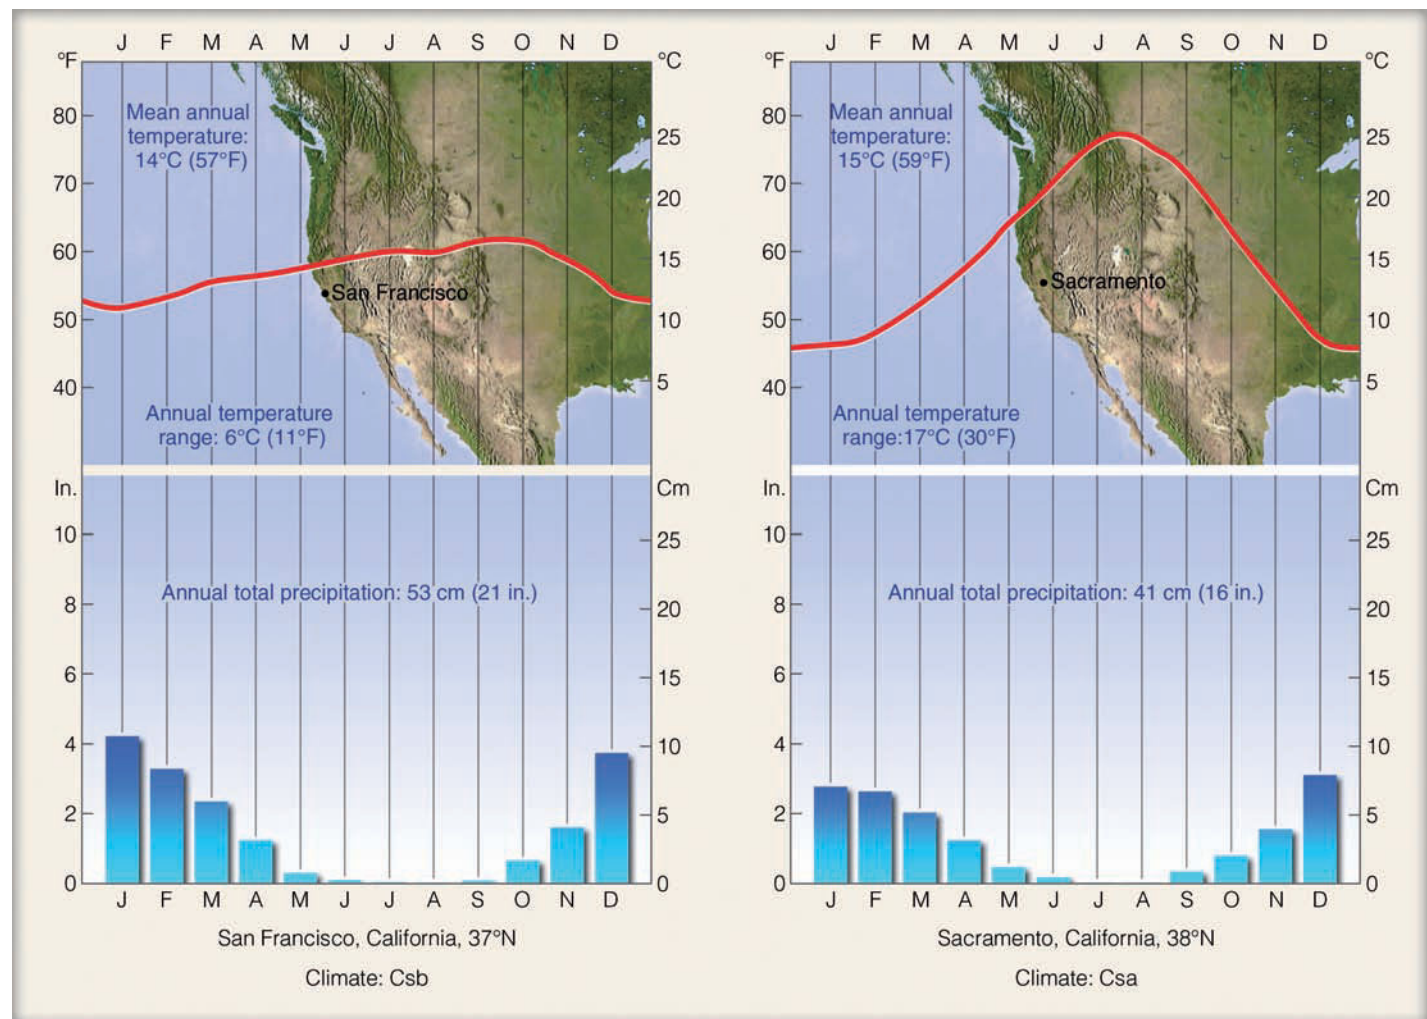 J F M A M J J A S O N D
°F
°C
80
70
60
50
40
25
20
15
10
5
Mean annual
temperature:
14°C (57°F)
San Francisco
Annual temperature
range: 6°C (11°F)
In.
Cm
10
8
6
4
2
0
25
20
15
10
5
0
Annual total precipitation: 53 cm (21 in.)
J F M A M J J A S O N D
San Francisco, California, 37°N
Climate: Csb
J F M A M J J A S O N D
°F
°C
80
70
60
50
40
25
20
15
10
5
Mean annual
temperature:
15°C (59°F)
Sacramento
Annual temperature
range:17°C (30°F)
In.
Cm
10
8
6
4
2
0
25
20
15
10
5
0
Annual total precipitation: 41 cm (16 in.)
J F M A M J J A S O N D
Sacramento, California, 38°N
Climate: Csa